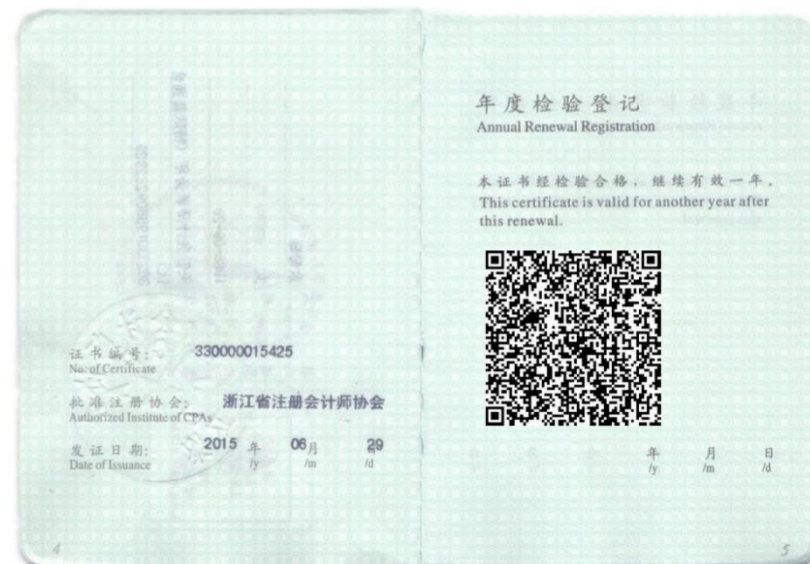 证书编号: 330000015425
No. of Certificate
批准注册协会: 浙江省注册会计师协会
Authorized Institute of CPAs
发证日期: 2015 年 06 月 29
Date of Issuance /y /m /d
4
年度检验登记
Annual Renewal Registration
本证书经检验合格，继续有效一年。
This certificate is valid for another year after
this renewal.
年 月 日
/y /m /d
5